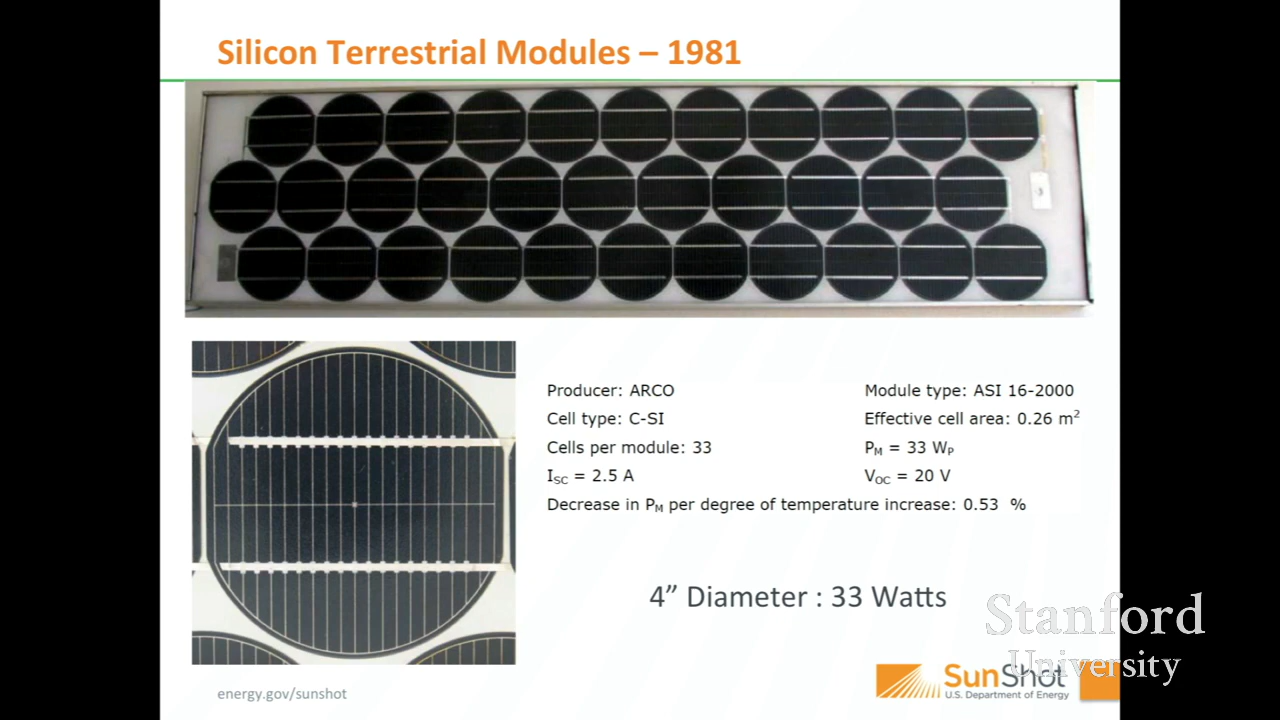 Silicon Terrestrial Modules – 1981
Producer: ARCO
Module type: ASI 16-2000
Cell type: C-SI
Effective cell area: 0.26 m²
Cells per module: 33
PM = 33 WP
ISC = 2.5 A
VOC = 20 V
Decrease in PM per degree of temperature increase: 0.53 %
4” Diameter : 33 Watts
Stanford
University
SunShot
U.S. Department of Energy
energy.gov/sunshot